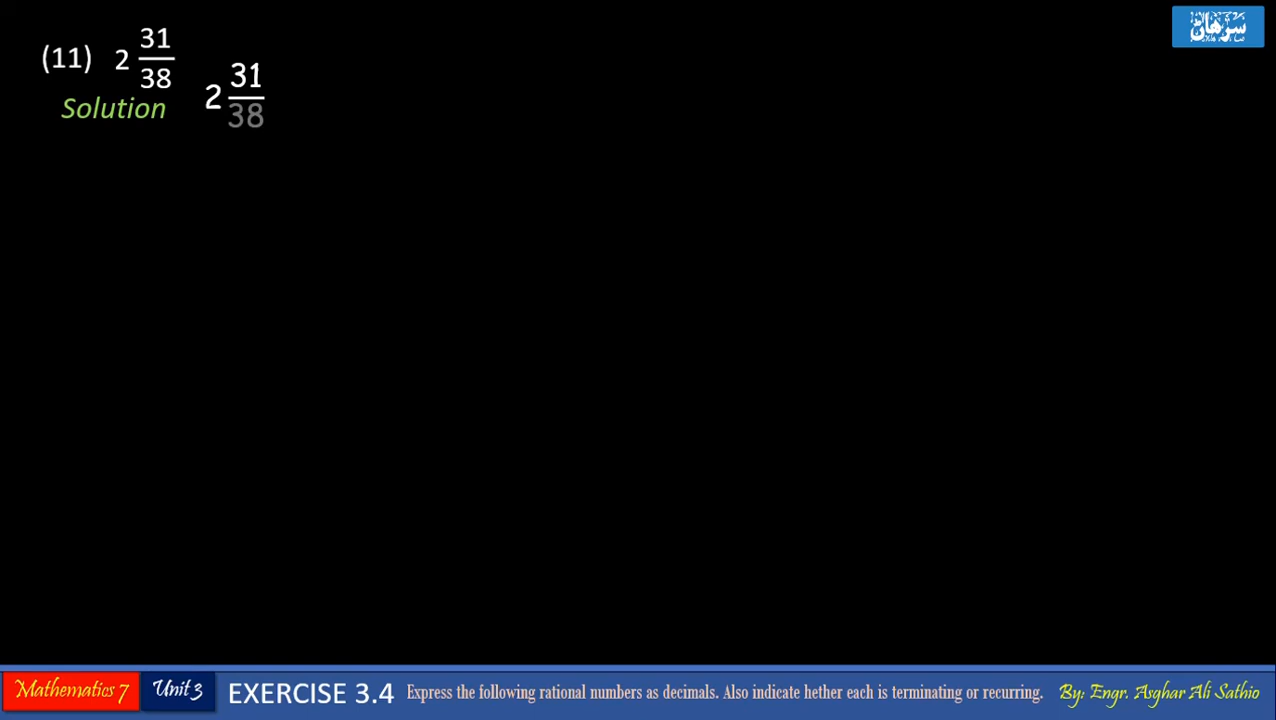 سرهاڻ
(11) 2 31/38
Solution 2 31/38
Mathematics 7 Unit 3 EXERCISE 3.4 Express the following rational numbers as decimals. Also indicate hether each is terminating or recurring. By: Engr. Asghar Ali Sathio